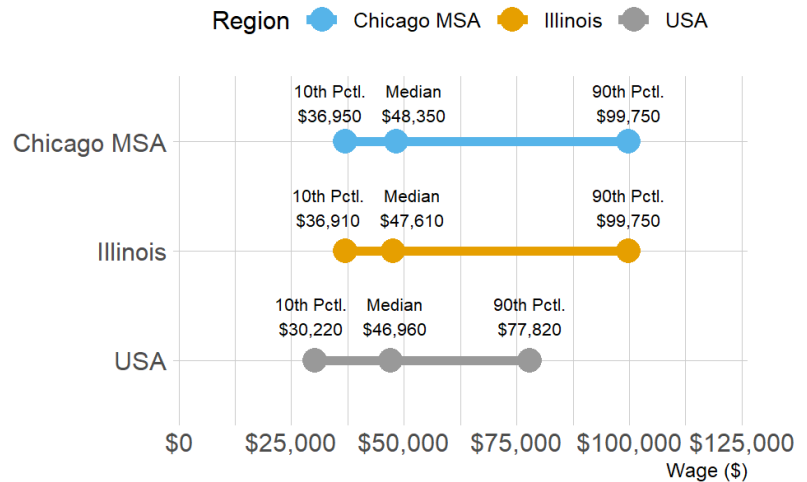 Region Chicago MSA Illinois USA
10th Pctl. Median 90th Pctl.
$36,950 $48,350 $99,750
Chicago MSA
10th Pctl. Median 90th Pctl.
$36,910 $47,610 $99,750
Illinois
10th Pctl. Median 90th Pctl.
$30,220 $46,960 $77,820
USA
$0 $25,000 $50,000 $75,000 $100,000 $125,000
Wage ($)